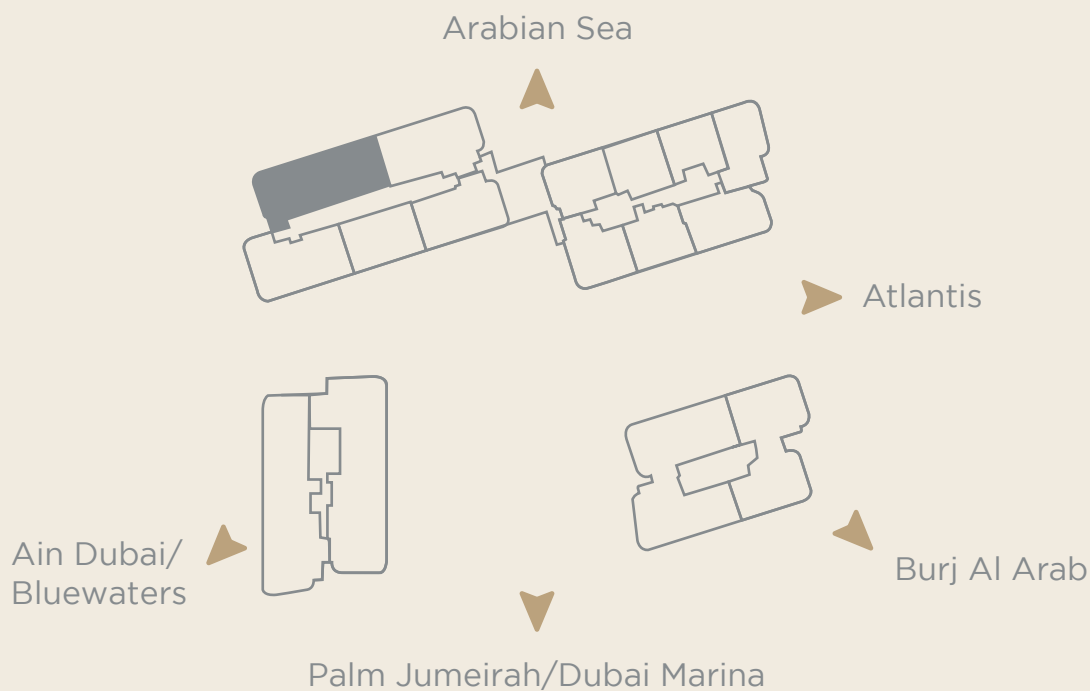 Arabian Sea
Atlantis
Ain Dubai/
Bluewaters
Burj Al Arab
Palm Jumeirah/Dubai Marina